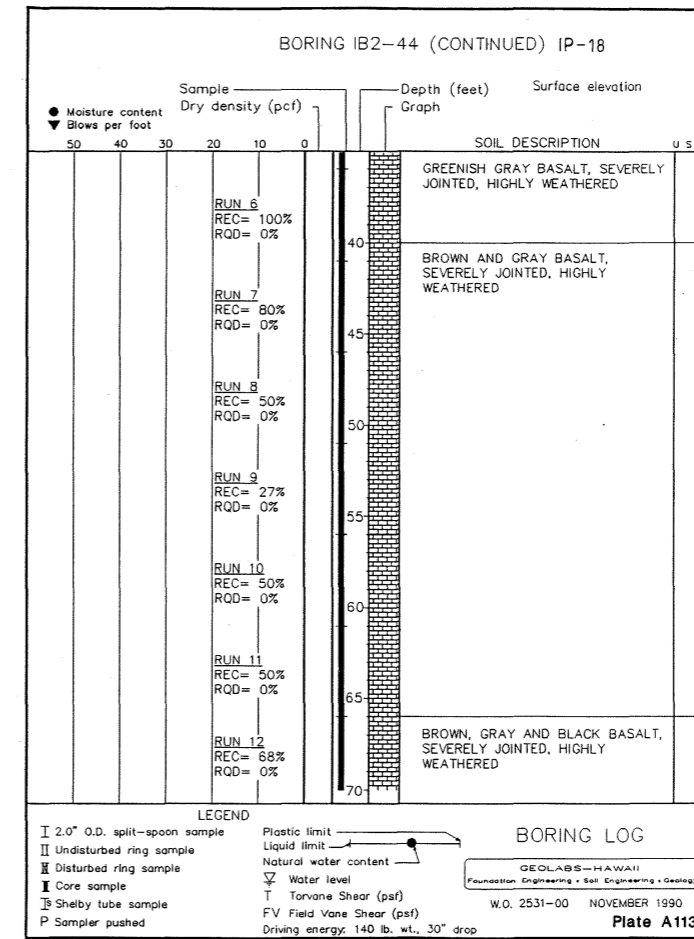 BORING IB2-44 (CONTINUED) IP-18
Sample
Depth (feet) Surface elevation
● Moisture content Dry density (pcf) Graph
▼ Blows per foot
50 40 30 20 10 0 SOIL DESCRIPTION U S
GREENISH GRAY BASALT, SEVERELY
JOINTED, HIGHLY WEATHERED
RUN 6
REC= 100%
RQD= 0%
40
BROWN AND GRAY BASALT,
SEVERELY JOINTED, HIGHLY
WEATHERED
RUN 7
REC= 80%
RQD= 0%
45
RUN 8
REC= 50%
RQD= 0%
50
RUN 9
REC= 27%
RQD= 0%
55
RUN 10
REC= 50%
RQD= 0%
60
RUN 11
REC= 50%
RQD= 0%
65
BROWN, GRAY AND BLACK BASALT,
SEVERELY JOINTED, HIGHLY
WEATHERED
RUN 12
REC= 68%
RQD= 0%
70
LEGEND
2.0" O.D. split-spoon sample
Undisturbed ring sample
Disturbed ring sample
Core sample
Shelby tube sample
P Sampler pushed
Plastic limit
Liquid limit
Natural water content
Water level
T Torvane Shear (psf)
FV Field Vane Shear (psf)
Driving energy: 140 lb. wt., 30" drop
BORING LOG
GEOLABS-HAWAII
Foundation Engineering • Soil Engineering • Geology
W.O. 2531-00 NOVEMBER 1990
Plate A113